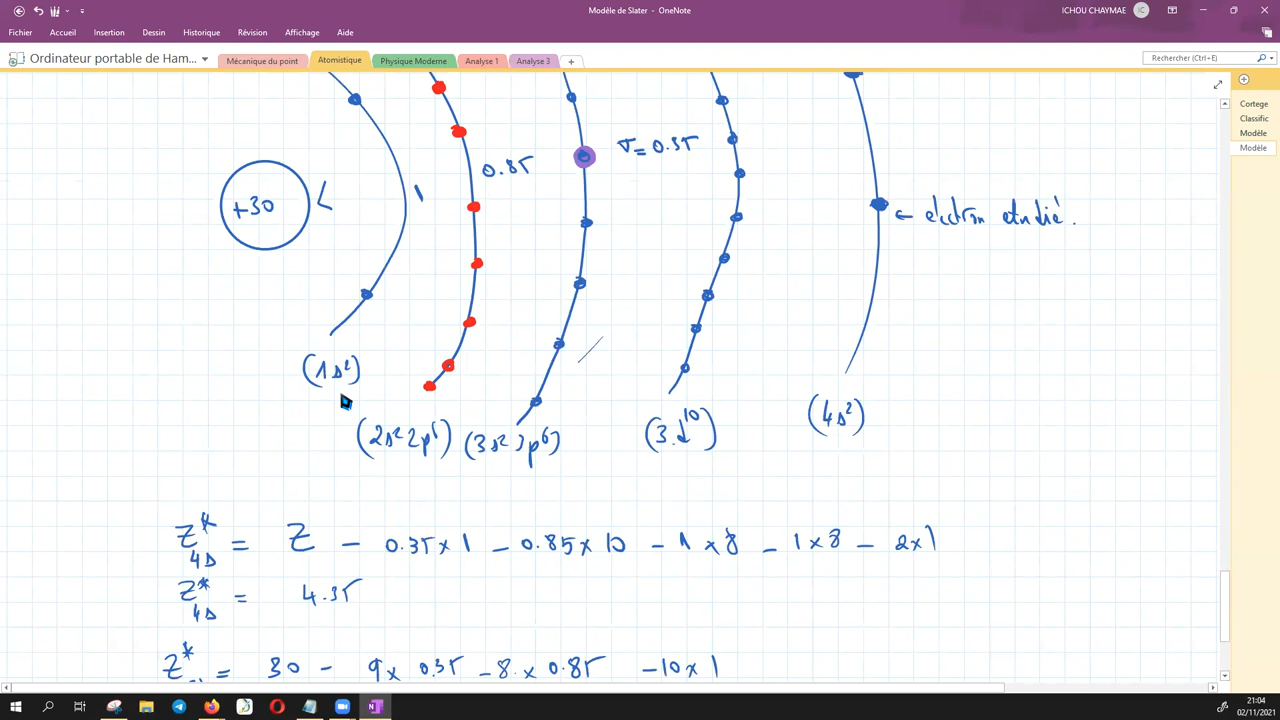 Modèle de Slater - OneNote
ICHOU CHAYMAE
IC
Fichier
Accueil
Insertion
Dessin
Historique
Révision
Affichage
Aide
Ordinateur portable de Ham...
Mécanique du point
Atomistique
Physique Moderne
Analyse 1
Analyse 3
Rechercher (Ctrl+E)
Cortege
Classific
Modèle
Modèle
+30
1
0.85
σ = 0.35
← électron etudié.
(1s²)
(2s² 2p⁶)
(3s² 3p⁶)
(3d¹⁰)
(4s²)
Z*4s = Z - 0.35 x 1 - 0.85 x 10 - 1 x 8 - 1 x 8 - 2 x 1
Z*4s = 4.35
Z* = 30 - 9 x 0.35 - 8 x 0.85 - 10 x 1
21:04
02/11/2021